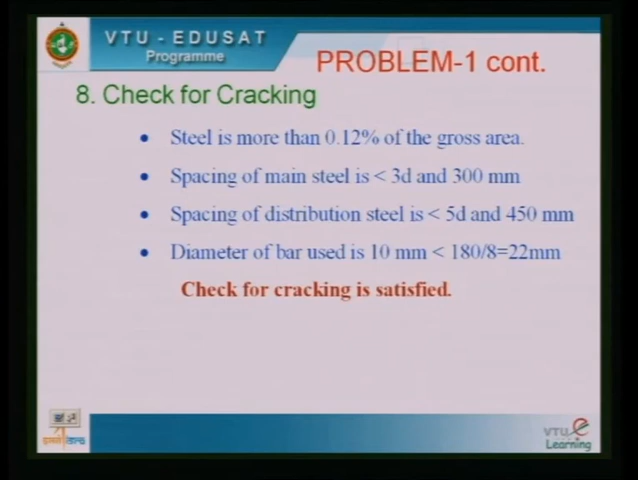 VTU - EDUSAT
Programme
PROBLEM-1 cont.
8. Check for Cracking
• Steel is more than 0.12% of the gross area.
• Spacing of main steel is < 3d and 300 mm
• Spacing of distribution steel is < 5d and 450 mm
• Diameter of bar used is 10 mm < 180/8=22mm
Check for cracking is satisfied.
VTU e
Learning